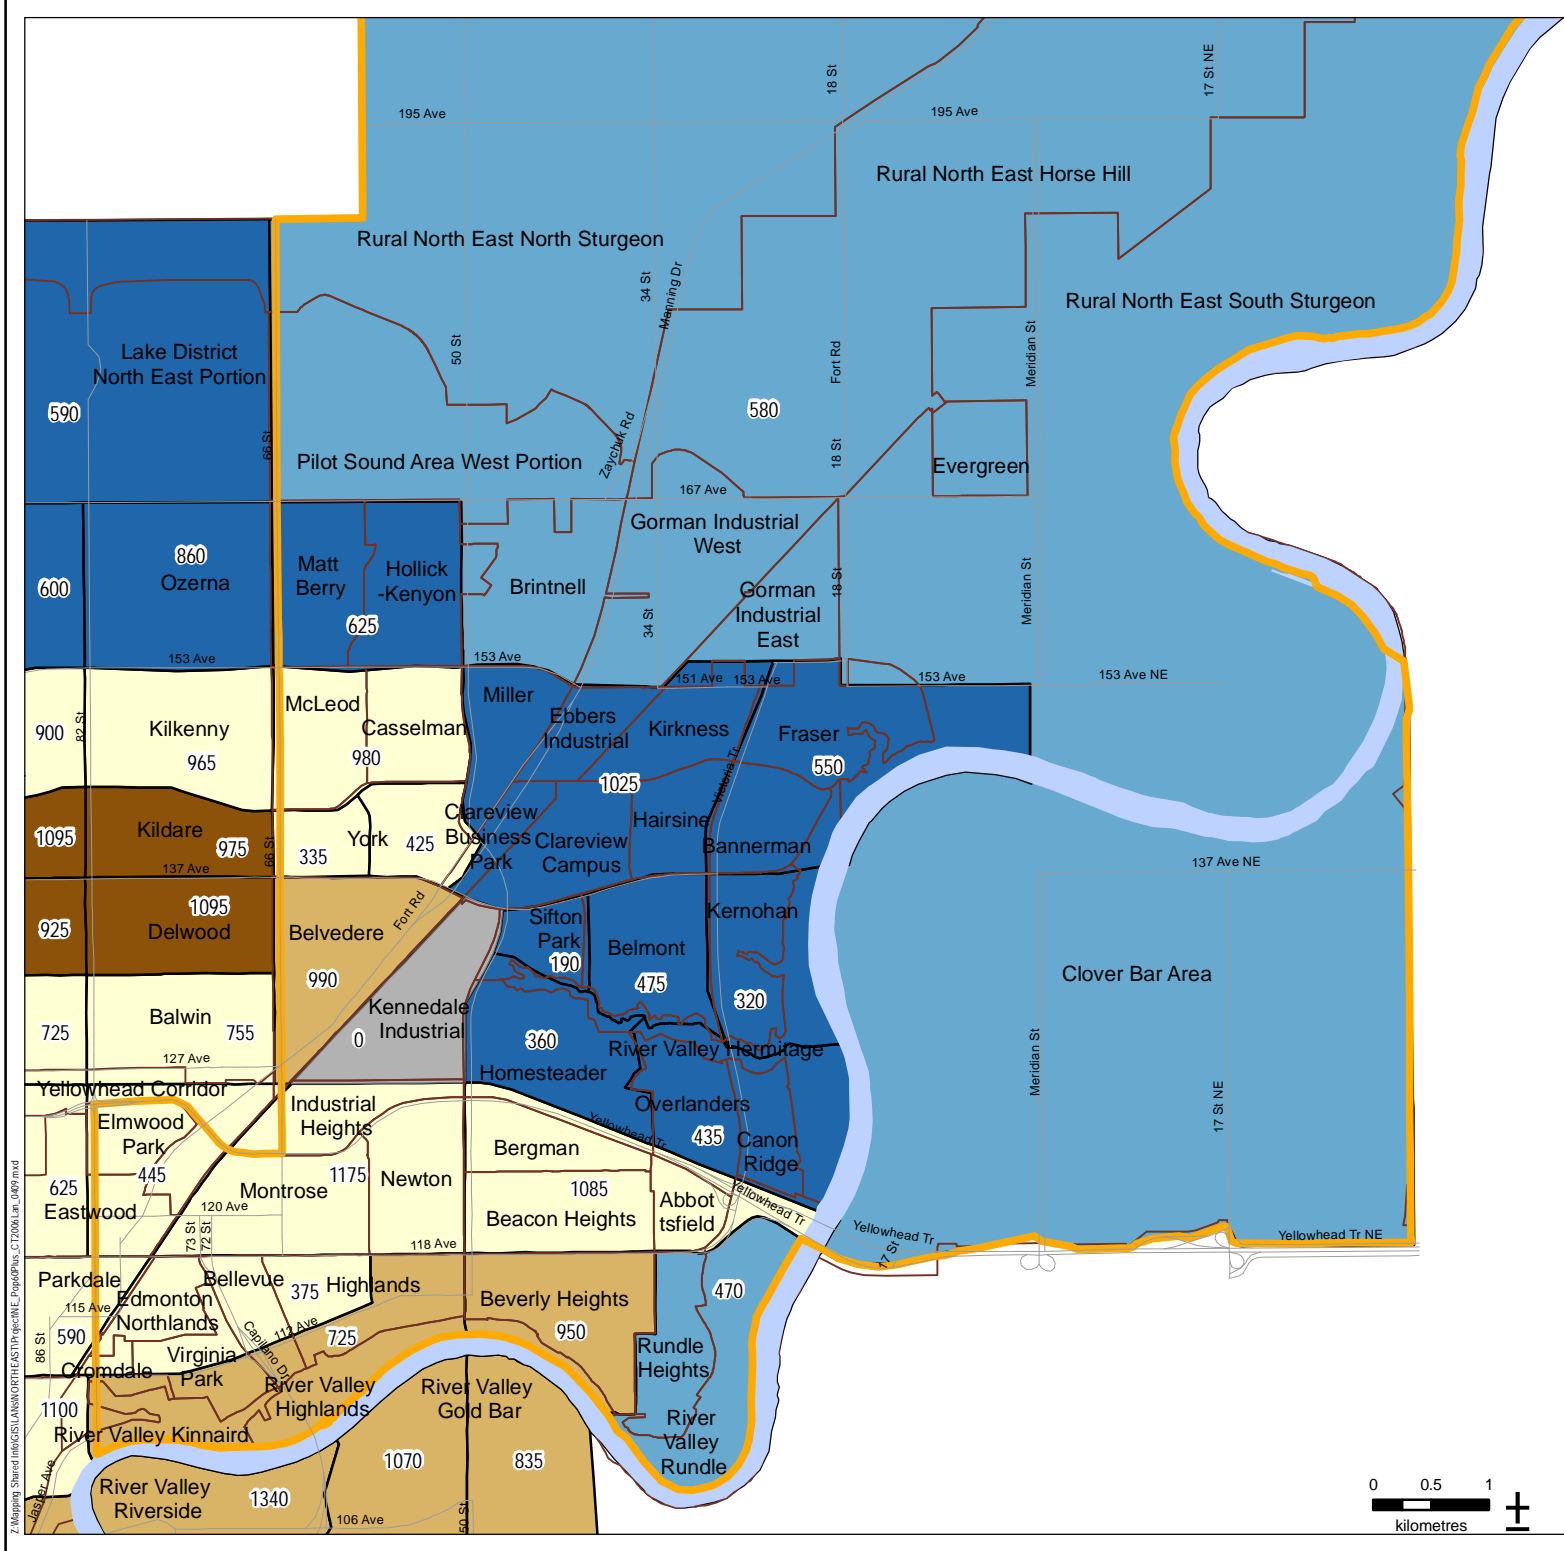 18 St
17 St NE
195 Ave
195 Ave
Rural North East Horse Hill
Rural North East North Sturgeon
34 St
Manning Dr
Rural North East South Sturgeon
50 St
Fort Rd
Meridian St
Lake District
North East Portion
590
580
66 St
Zaychuk Rd
18 St
Pilot Sound Area West Portion
Evergreen
167 Ave
Gorman Industrial
West
860
Ozerna
600
Matt
Berry
Hollick
-Kenyon
625
Brintnell
34 St
Gorman
Industrial
East
18 St
Meridian St
153 Ave
153 Ave
151 Ave
153 Ave
153 Ave
153 Ave NE
900
82 St
Kilkenny
965
McLeod
Casselman
980
Miller
Ebbers
Industrial
Kirkness
Fraser
550
1025
Victoria Tr
1095
Kildare
975
66 St
137 Ave
335
York
425
Clareview
Business
Park
Clareview
Campus
Hairsine
Bannerman
137 Ave NE
925
1095
Delwood
Belvedere
990
Fort Rd
Sifton
Park
190
Belmont
475
Kernohan
320
Clover Bar Area
725
Balwin
755
127 Ave
Kennedale
Industrial
0
360
Homesteader
River Valley Hermitage
Overlanders
435
Canon
Ridge
Meridian St
17 St NE
Yellowhead Corridor
Elmwood
Park
445
Industrial
Heights
1175
Yellowhead Tr
Bergman
625
Eastwood
Montrose
120 Ave
73 St
72 St
Newton
1085
Beacon Heights
Abbot
tsfield
Yellowhead Tr
Yellowhead Tr
17 St
Yellowhead Tr NE
118 Ave
Parkdale
115 Ave
590
86 St
Edmonton
Northlands
Bellevue
375
Highlands
Capilano Dr
112 Ave
725
Beverly Heights
950
470
Rundle
Heights
Cromdale
Virginia
Park
River Valley
Highlands
River Valley
Gold Bar
1100
River Valley Kinnaird
River
Valley
Rundle
1070
835
River Valley
Riverside
1340
Jasper Ave
106 Ave
50 St
0 0.5 1
kilometres
Z:\Mapping Shared Info\GIS\LANs\NORTHEAST\Project\NE_Pop60Plus_CT2006Lan_0409.mxd